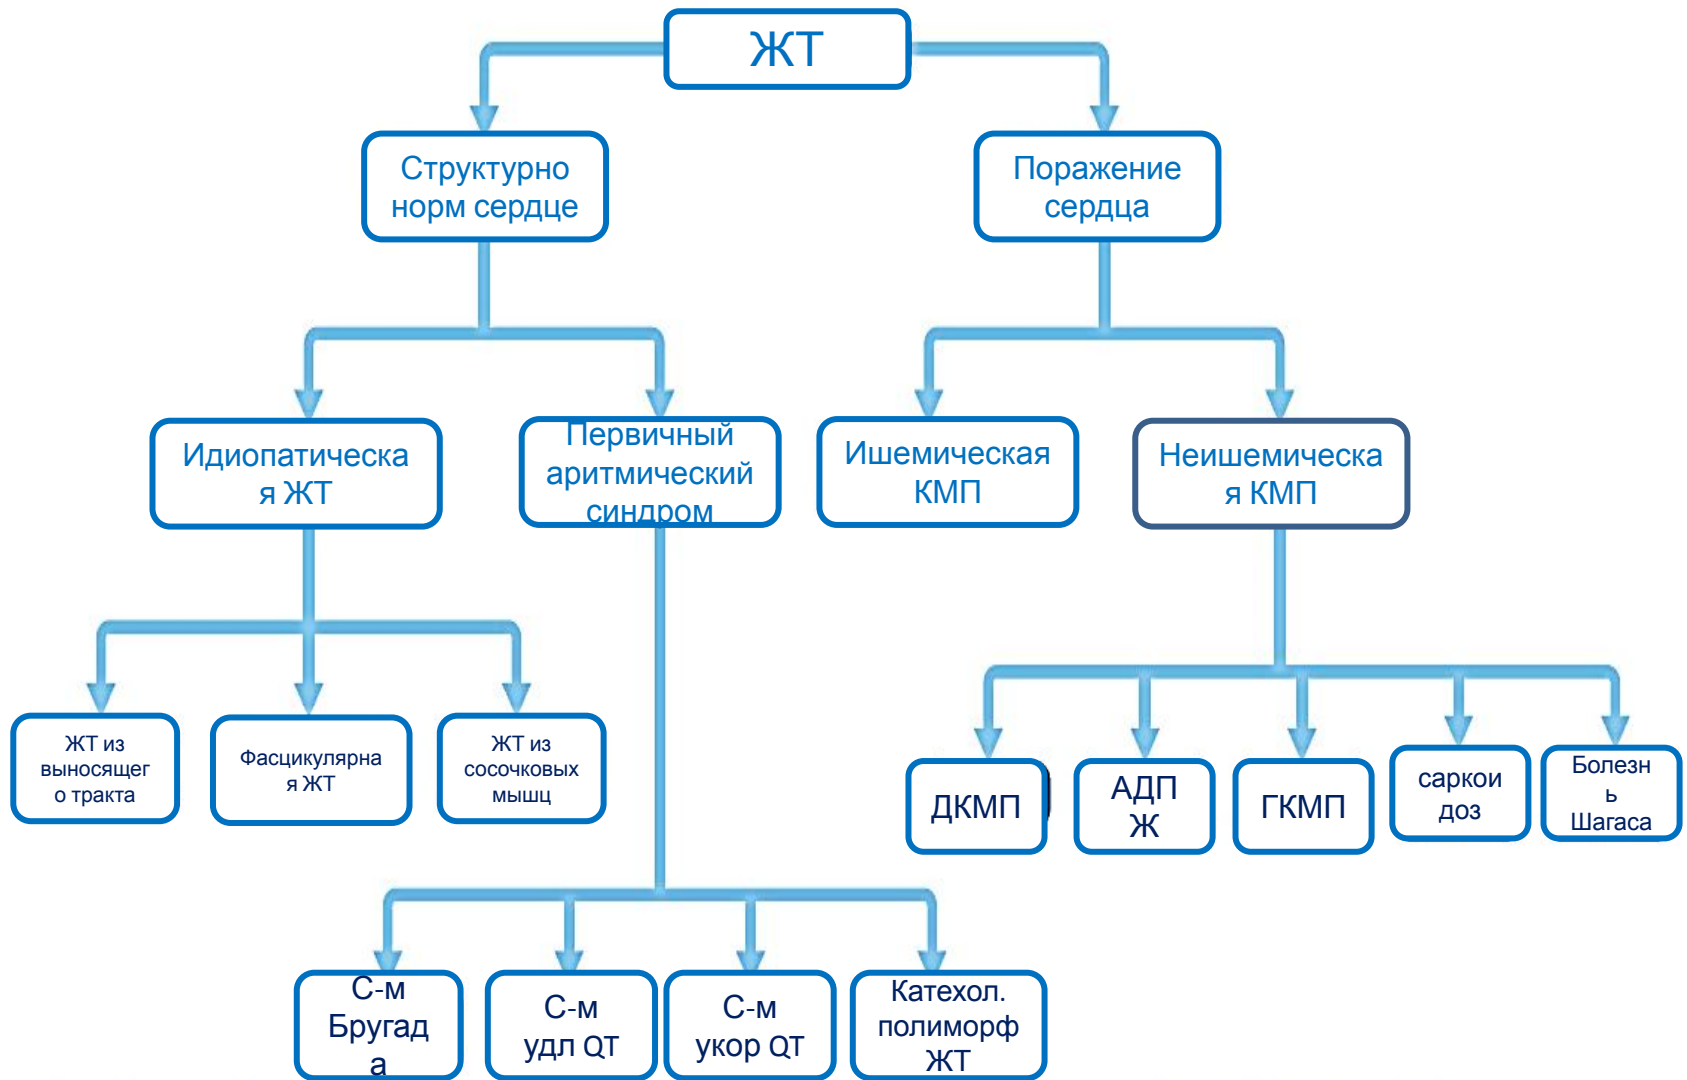 ЖТ
Структурно
норм сердце
Поражение
сердца
Идиопатическа
я ЖТ
Первичный
аритмический
синдром
Ишемическая
КМП
Неишемическа
я КМП
ЖТ из
выносящег
о тракта
Фасцикулярна
я ЖТ
ЖТ из
сосочковых
мышц
ДКМП
АДП
Ж
ГКМП
саркои
доз
Болезн
ь
Шагаса
С-м
Бругад
а
С-м
удл QT
С-м
укор QT
Катехол.
полиморф
ЖТ